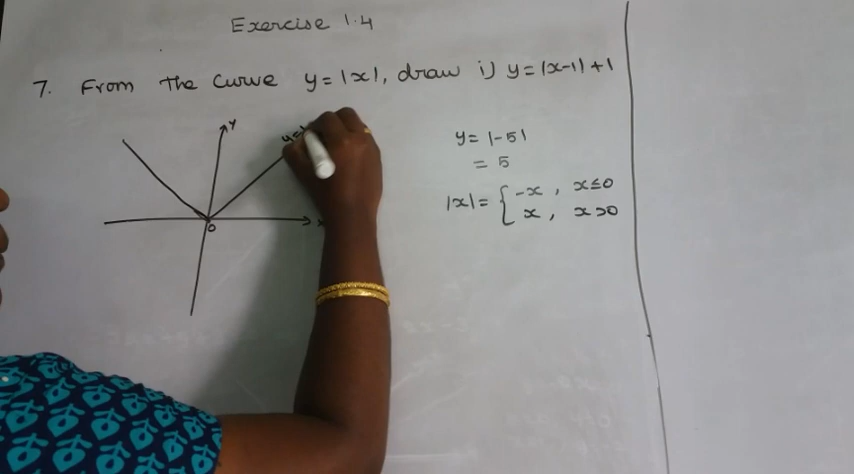 Exercise 1.4
7. From the curve y=|x|, draw i) y=|x-1|+1
Y
y=
0
y= |-5|
= 5
|x|= { -x , x≤0
x , x>0